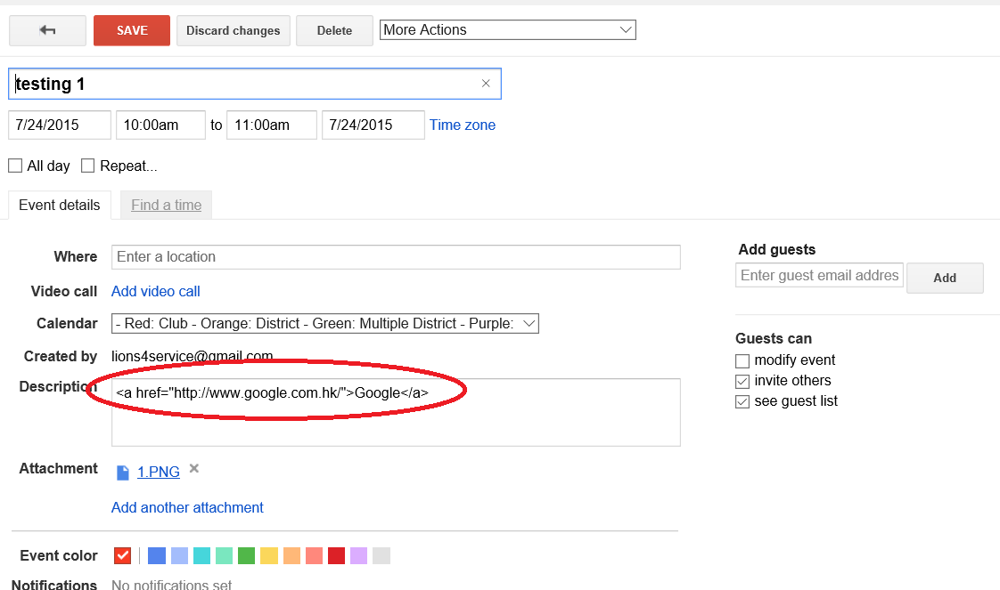 SAVE Discard changes Delete More Actions
testing 1
7/24/2015 10:00am to 11:00am 7/24/2015 Time zone
All day Repeat...
Event details Find a time
Where Enter a location
Video call Add video call
Calendar - Red: Club - Orange: District - Green: Multiple District - Purple:
Created by lions4service@gmail.com
Description <a href="http://www.google.com.hk/">Google</a>
Attachment 1.PNG
Add another attachment
Event color
Notifications No notifications set
Add guests
Enter guest email addres Add
Guests can
modify event
invite others
see guest list